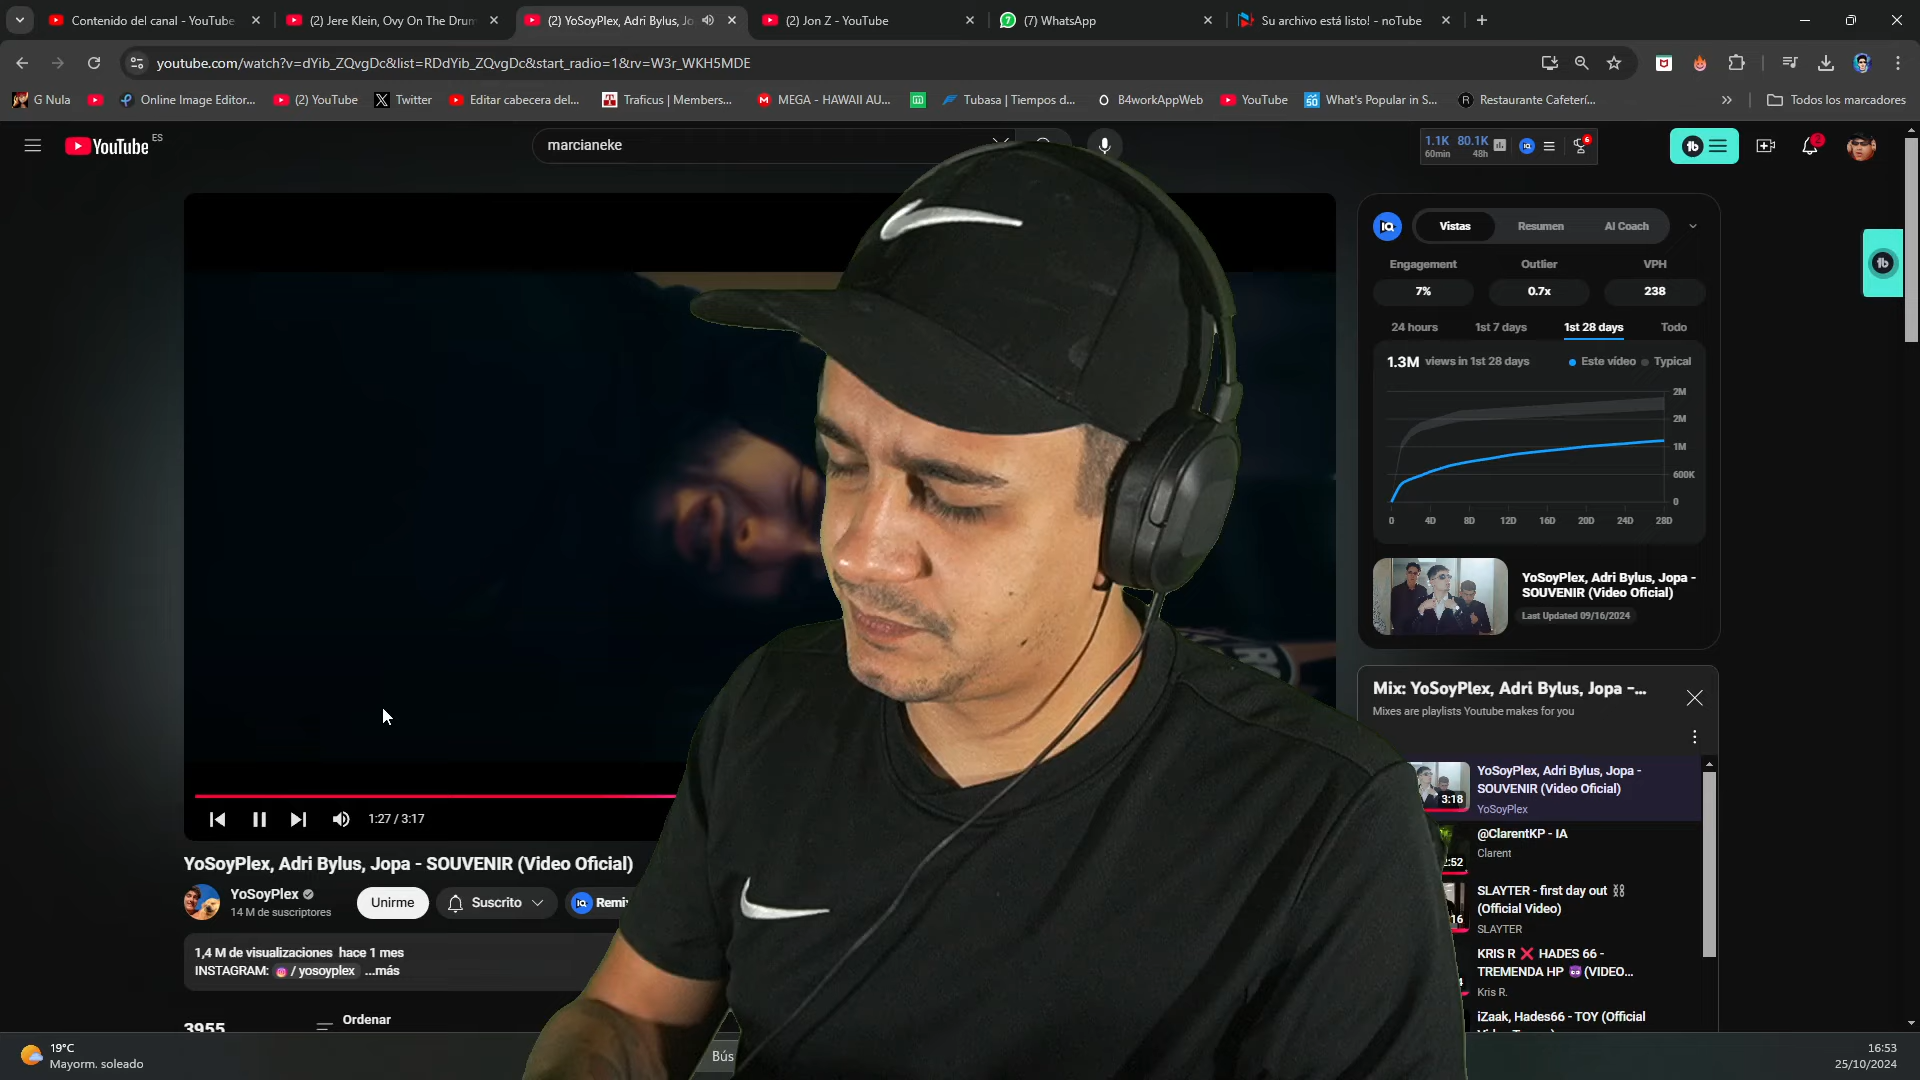 Contenido del canal - YouTube
(2) Jere Klein, Ovy On The Drum
(2) YoSoyPlex, Adri Bylus, Jo
(2) Jon Z - YouTube
(7) WhatsApp
Su archivo está listo! - noTube
youtube.com/watch?v=dYib_ZQvgDc&list=RDdYib_ZQvgDc&start_radio=1&rv=W3r_WKH5MDE
G Nula
Online Image Editor...
(2) YouTube
Twitter
Editar cabecera del...
Traficus | Members...
MEGA - HAWAII AU...
Tubasa | Tiempos d...
B4workAppWeb
YouTube
What's Popular in S...
Restaurante Cafeterí...
Todos los marcadores
YouTube ES
marcianeke
1.1K 80.1K
60min 48h
6
2
Vistas
Resumen
AI Coach
Engagement
Outlier
VPH
7%
0.7x
238
24 hours
1st 7 days
1st 28 days
Todo
1.3M views in 1st 28 days
Este vídeo
Typical
2M
2M
1M
600K
0
0 4D 8D 12D 16D 20D 24D 28D
YoSoyPlex, Adri Bylus, Jopa -
SOUVENIR (Video Oficial)
Last Updated 09/16/2024
Mix: YoSoyPlex, Adri Bylus, Jopa -...
Mixes are playlists Youtube makes for you
YoSoyPlex, Adri Bylus, Jopa -
SOUVENIR (Video Oficial)
YoSoyPlex
3:18
@ClarentKP - IA
Clarent
:52
SLAYTER - first day out ⛓
(Official Video)
SLAYTER
16
KRIS R ❌ HADES 66 -
TREMENDA HP 😈 (VIDEO...
Kris R.
iZaak, Hades66 - TOY (Official
1:27 / 3:17
YoSoyPlex, Adri Bylus, Jopa - SOUVENIR (Video Oficial)
YoSoyPlex
14 M de suscriptores
Unirme
Suscrito
1,4 M de visualizaciones hace 1 mes
INSTAGRAM: / yosoyplex ...más
3955
Ordenar
19°C
Mayorm. soleado
Bús
16:53
25/10/2024